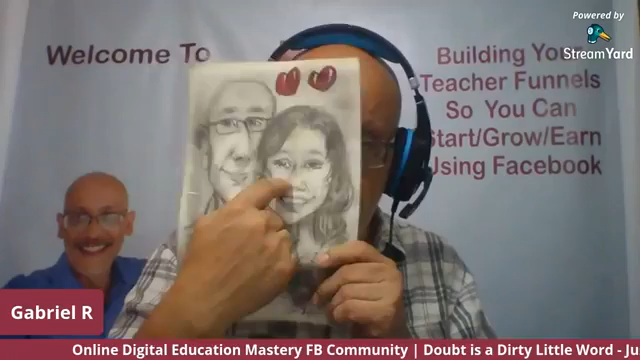 Powered by
StreamYard
Welcome To
Building Your
Teacher Funnels
So You Can
Start/Grow/Earn
Using Facebook
Gabriel R
Online Digital Education Mastery FB Community | Doubt is a Dirty Little Word - Ju